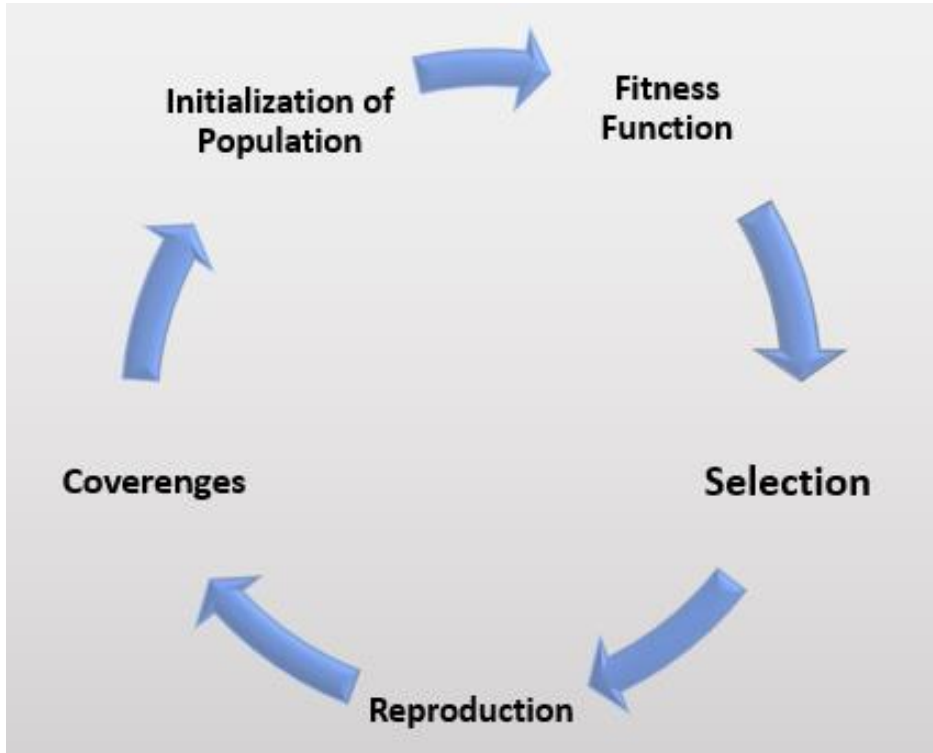 Initialization of
Population
Fitness
Function
Selection
Reproduction
Coverenges